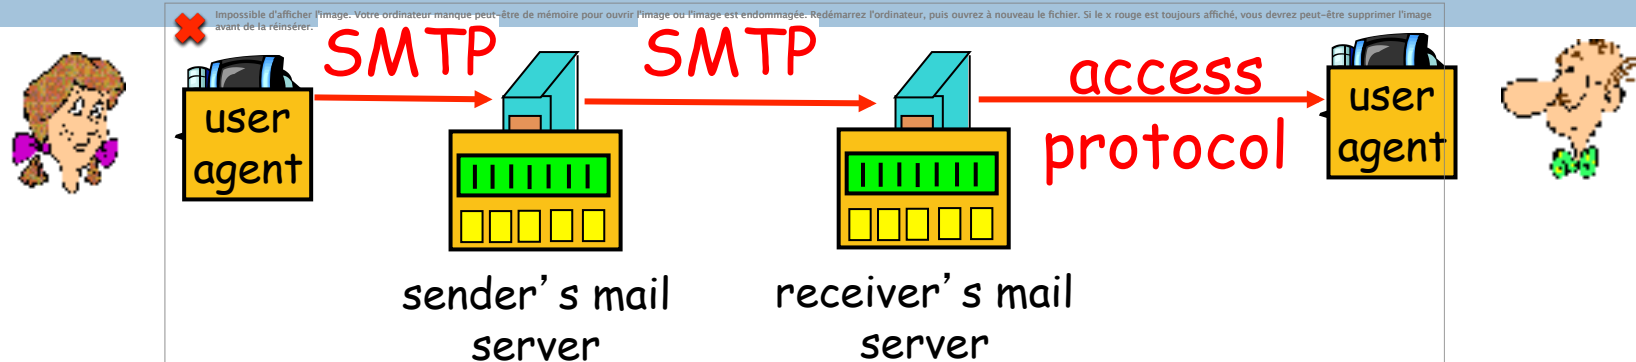 Impossible d'afficher l'image. Votre ordinateur manque peut-être de mémoire pour ouvrir l'image ou l'image est endommagée. Redémarrez l'ordinateur, puis ouvrez à nouveau le fichier. Si le x rouge est toujours affiché, vous devrez peut-être supprimer l'image
avant de la réinsérer.
SMTP
SMTP
access
protocol
user
agent
user
agent
sender’s mail
server
receiver’s mail
server